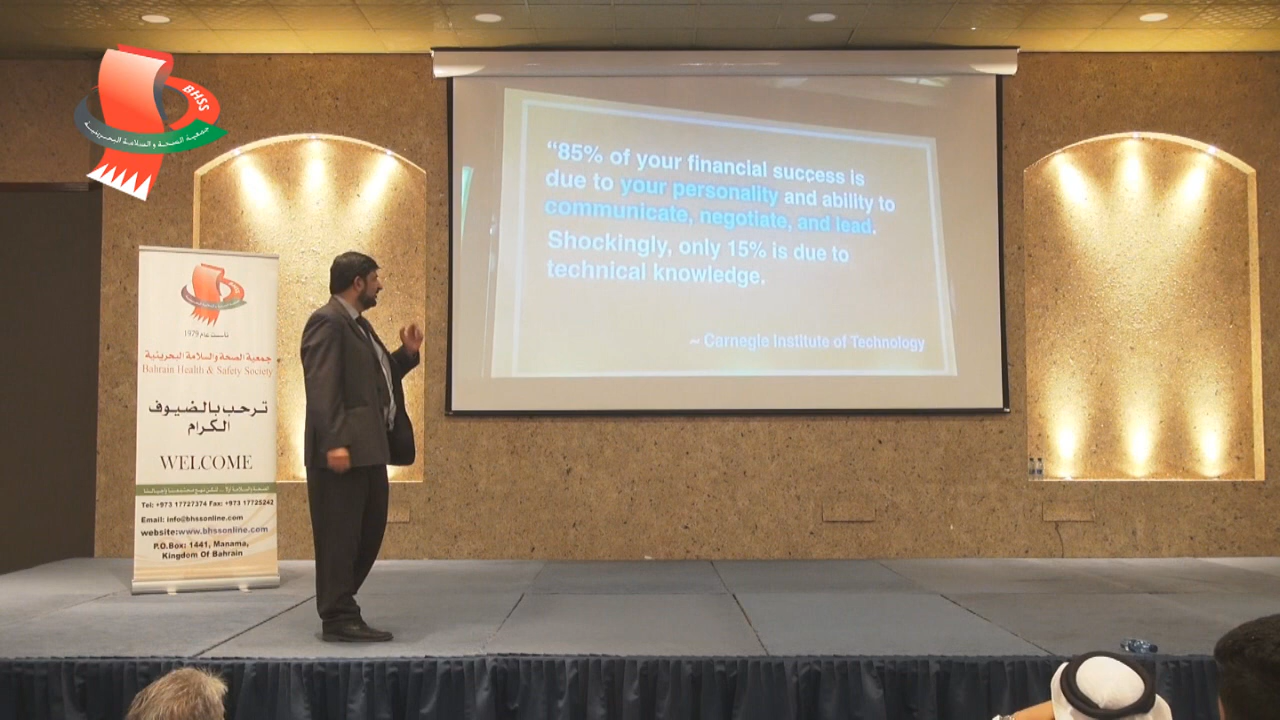 BHSS
جمعية الصحة والسلامة البحرينية
“85% of your financial success is
due to your personality and ability to
communicate, negotiate, and lead.
Shockingly, only 15% is due to
technical knowledge.
~ Carnegie Institute of Technology
تأسست عام 1979
جمعية الصحة والسلامة البحرينية
Bahrain Health & Safety Society
ترحب بالضيوف
الكرام
WELCOME
Tel: +973 17727374 Fax: +973 17725242
Email: info@bhssonline.com
website:www.bhssonline.com
P.O.Box: 1441, Manama,
Kingdom Of Bahrain